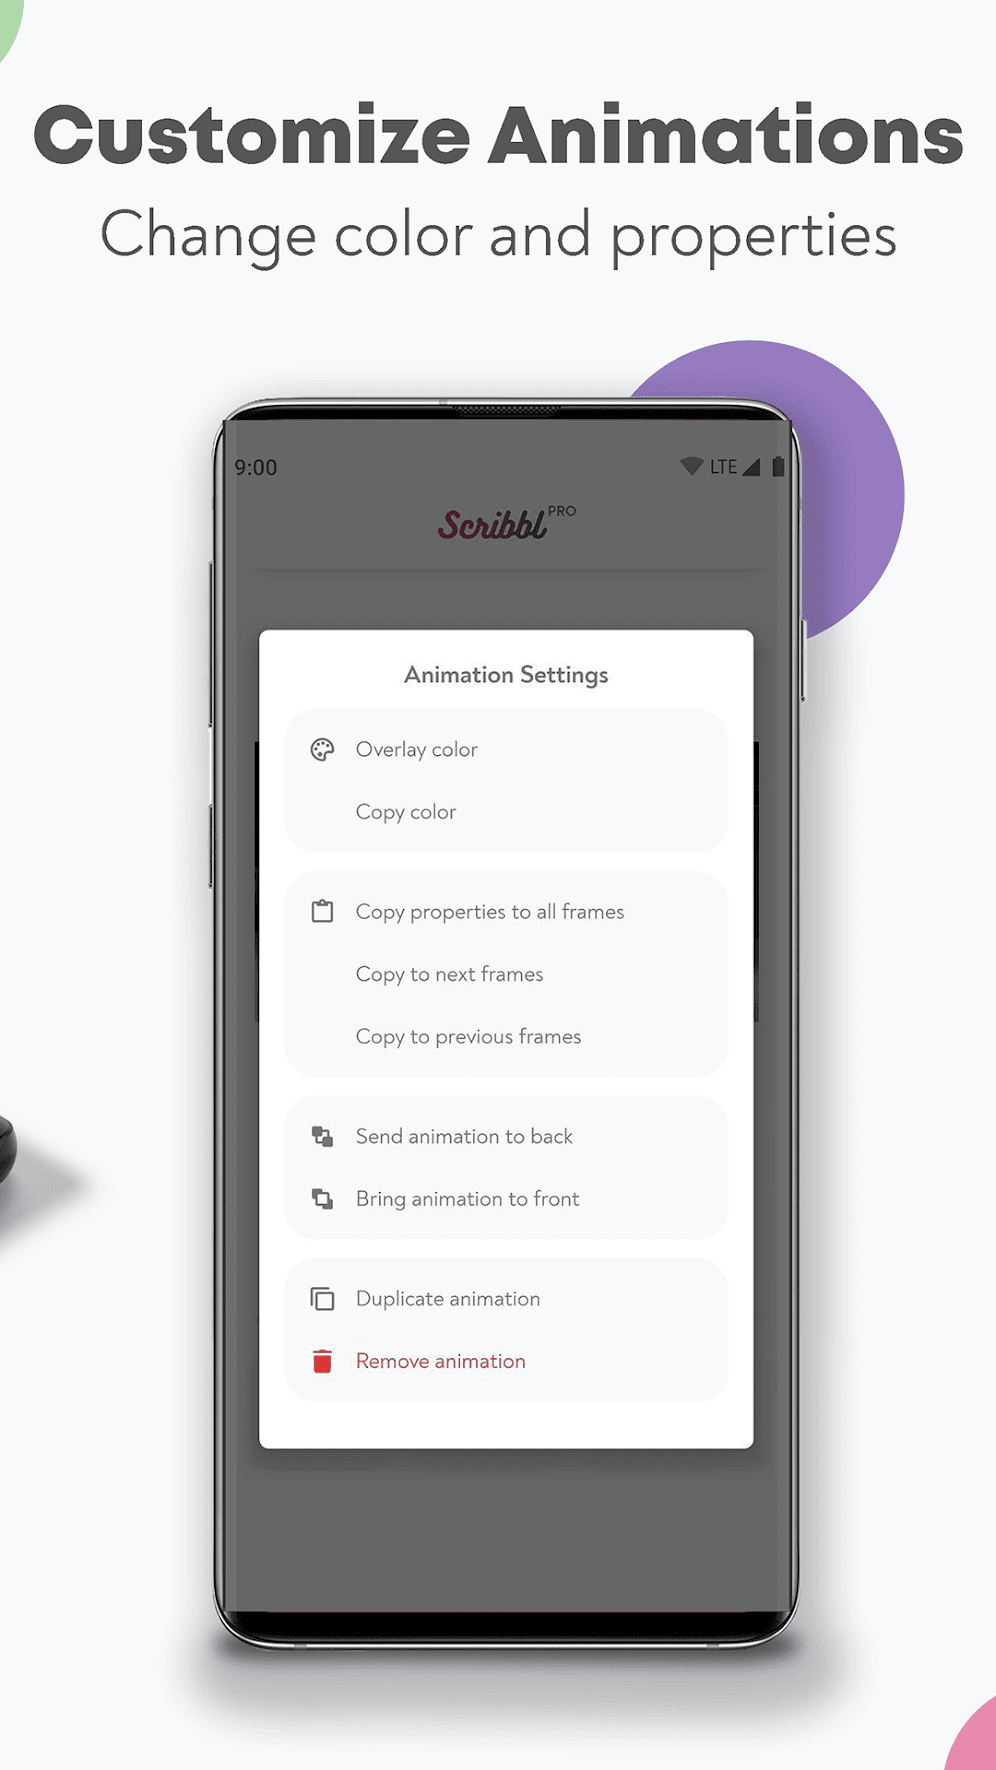 Customize Animations
Change color and properties
9:00 LTE
Scribbl PRO
Animation Settings
Overlay color
Copy color
Copy properties to all frames
Copy to next frames
Copy to previous frames
Send animation to back
Bring animation to front
Duplicate animation
Remove animation